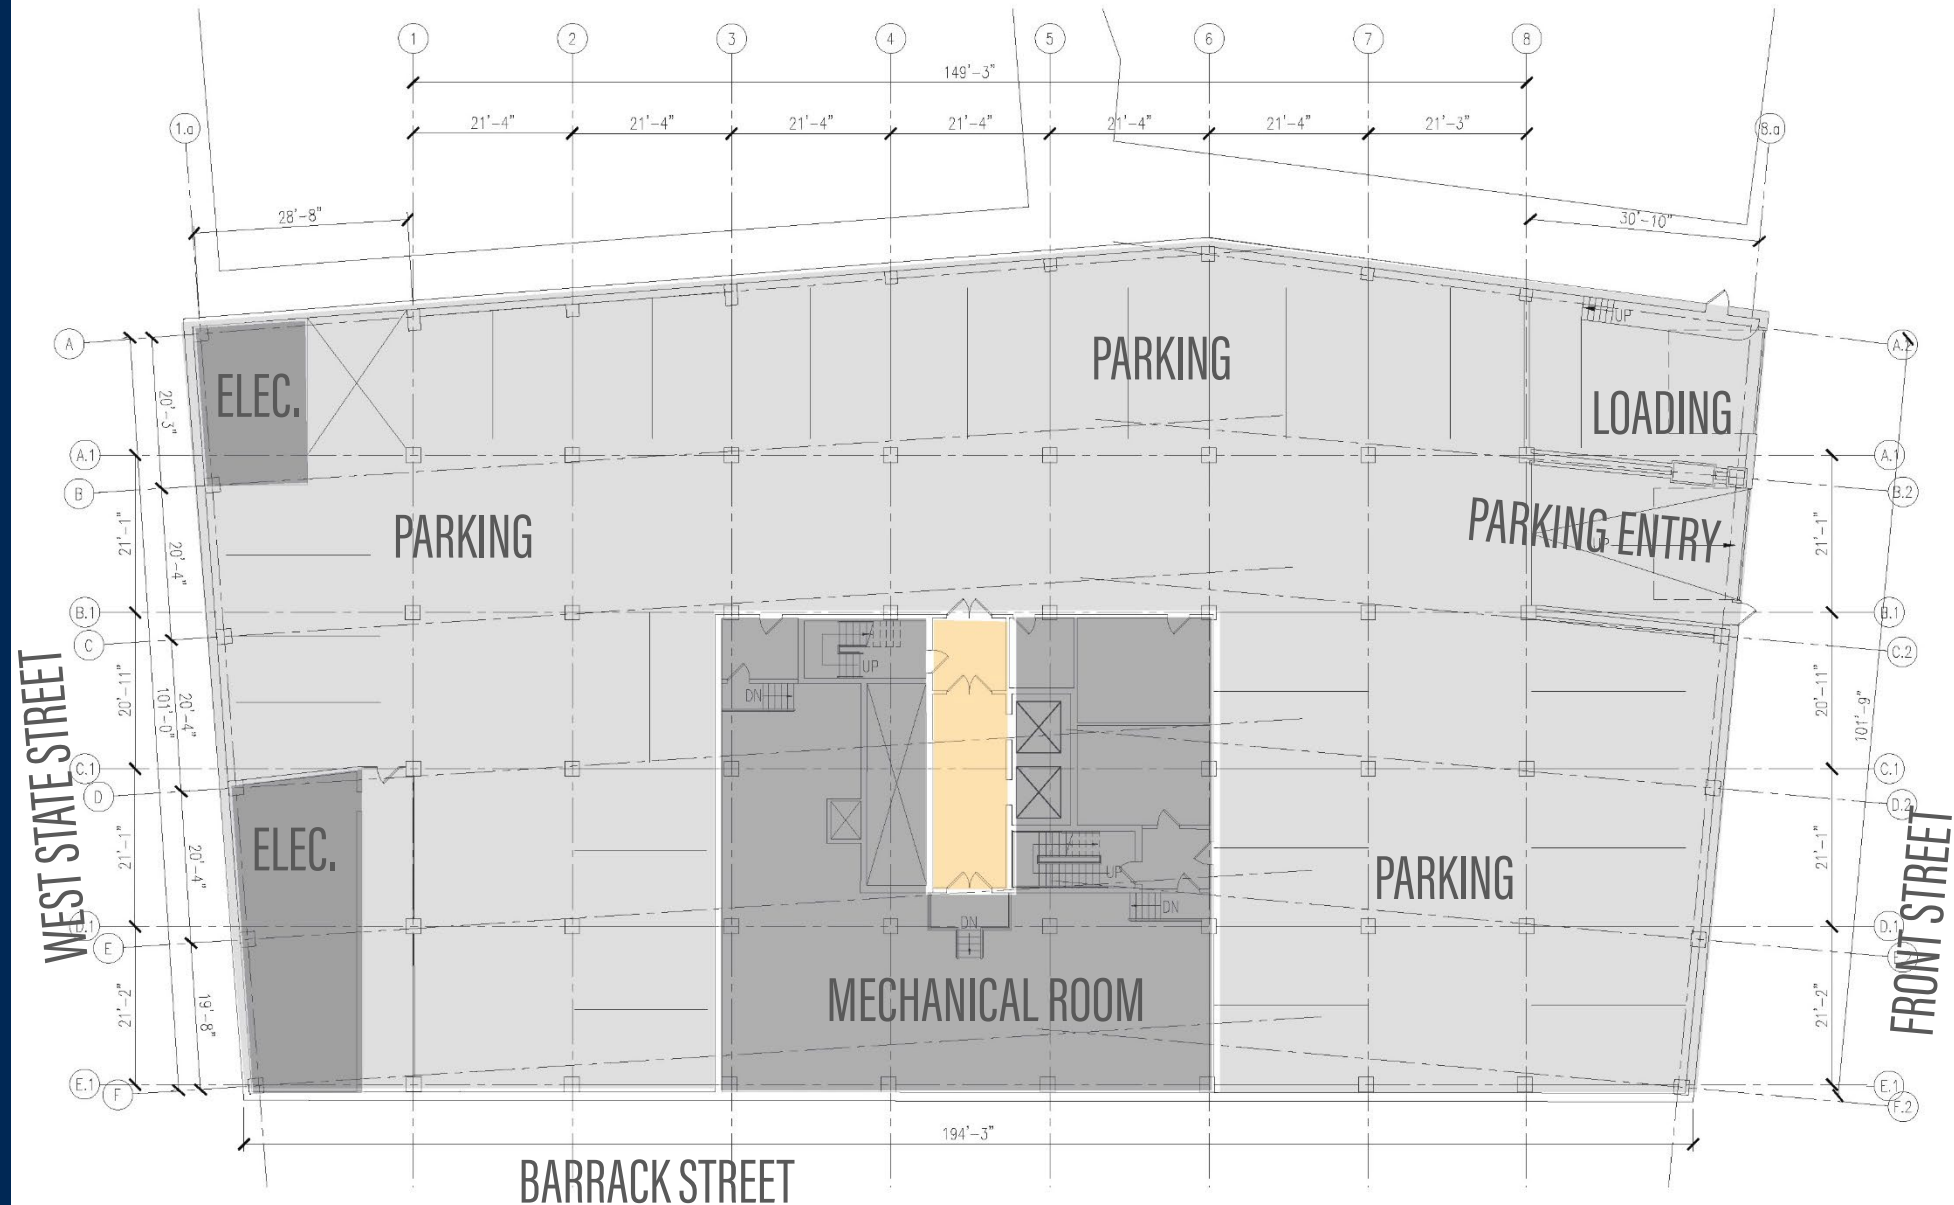 1
2
3
4
5
6
7
8
149'-3"
21'-4"
21'-4"
21'-4"
21'-4"
21'-4"
21'-4"
21'-3"
1.a
8.a
28'-8"
30'-10"
A
A.2
UP
ELEC.
PARKING
LOADING
20'-3"
A.1
A.1
B
B.2
21'-1"
20'-4"
PARKING
PARKING ENTRY
UP
21'-1"
B.1
B.1
C
C.2
UP
DN
20'-11"
101'-0"
20'-4"
20'-11"
101'-9"
WEST STATE STREET
C.1
C.1
D
D.2
21'-1"
20'-4"
ELEC.
UP
PARKING
21'-1"
FRONT STREET
DN
DN
D.1
D.1
E
21'-2"
19'-8"
MECHANICAL ROOM
21'-2"
E.1
E.1
F
F.2
194'-3"
BARRACK STREET